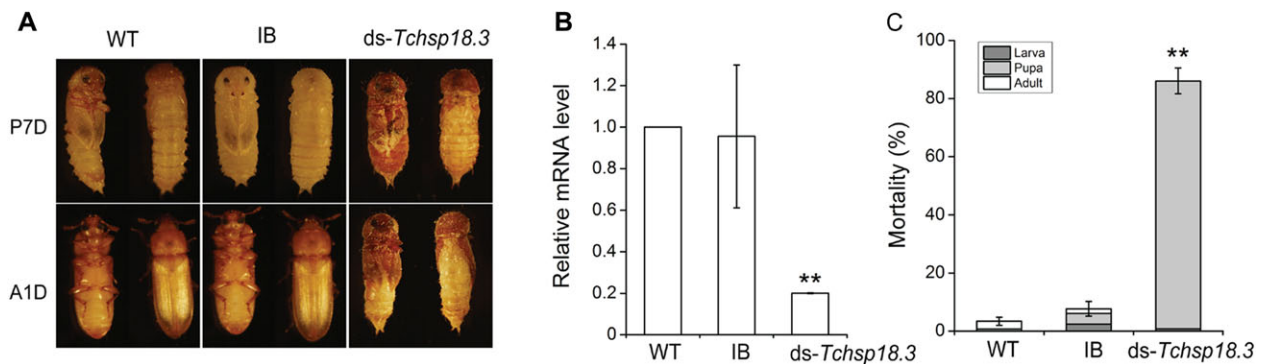 A
WT IB ds-Tchsp18.3
P7D
A1D
B
Relative mRNA level
1.4
1.2
1.0
0.8
0.6
0.4
0.2
0
**
WT IB ds-Tchsp18.3
C
Mortality (%)
100
80
60
40
20
0
Larva
Pupa
Adult
**
WT IB ds-Tchsp18.3